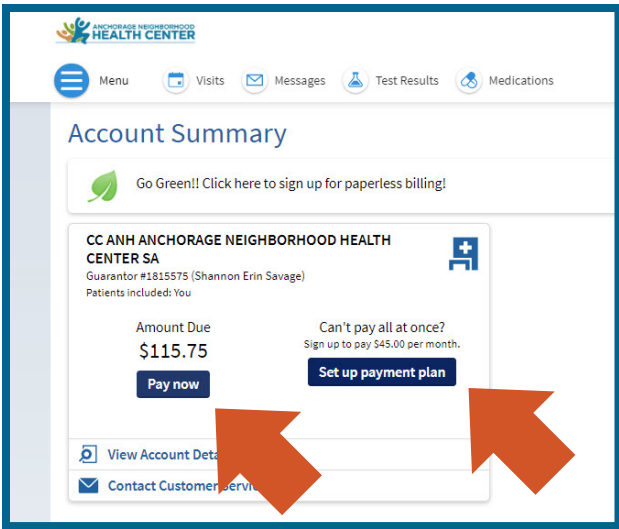 ANCHORAGE NEIGHBORHOOD
HEALTH CENTER
Menu Visits Messages Test Results Medications
Account Summary
Go Green!! Click here to sign up for paperless billing!
CC ANH ANCHORAGE NEIGHBORHOOD HEALTH
CENTER SA
Guarantor #1815575 (Shannon Erin Savage)
Patients included: You
Amount Due
$115.75
Pay now
Can't pay all at once?
Sign up to pay $45.00 per month.
Set up payment plan
View Account
Contact Customer